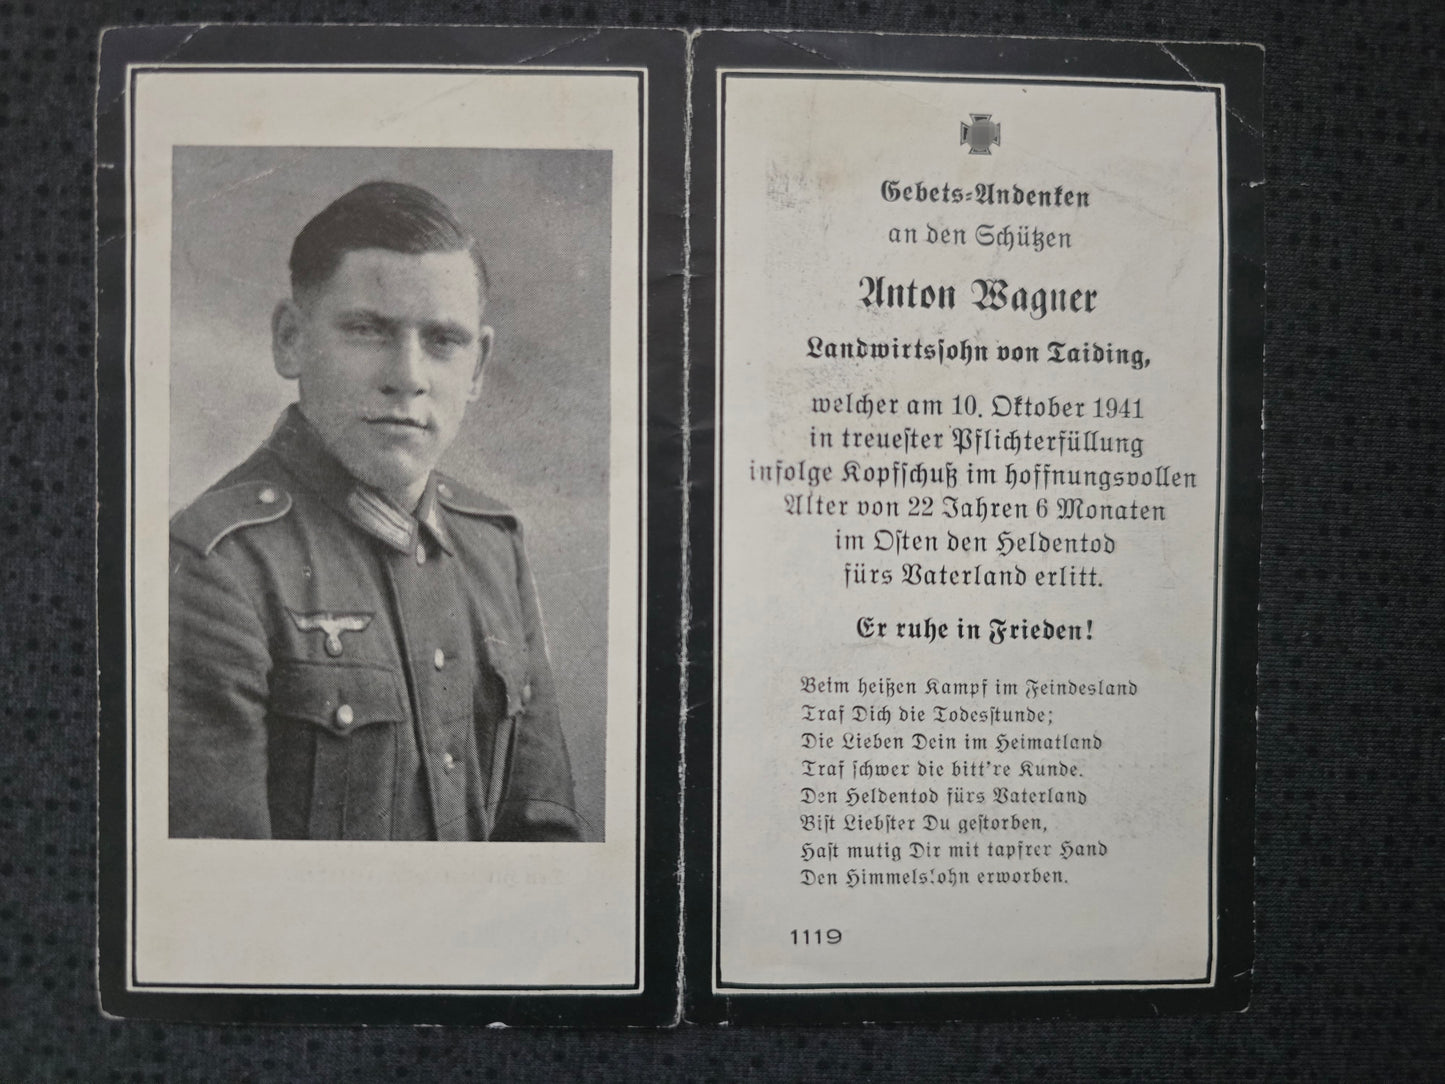 Gebets-Andenken
an den Schützen
Anton Wagner
Landwirtssohn von Taiding,
welcher am 10. Oktober 1941
in treuester Pflichterfüllung
infolge Kopfschuß im hoffnungsvollen
Alter von 22 Jahren 6 Monaten
im Osten den Heldentod
fürs Vaterland erlitt.
Er ruhe in Frieden!
Beim heißen Kampf im Feindesland
Traf Dich die Todesstunde;
Die Lieben Dein im Heimatland
Traf schwer die bitt're Kunde.
Den Heldentod fürs Vaterland
Bist Liebster Du gestorben,
Hast mutig Dir mit tapfrer Hand
Den Himmelslohn erworben.
1119